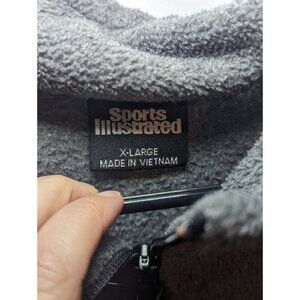 Sports
Illustrated
X-LARGE
MADE IN VIETNAM